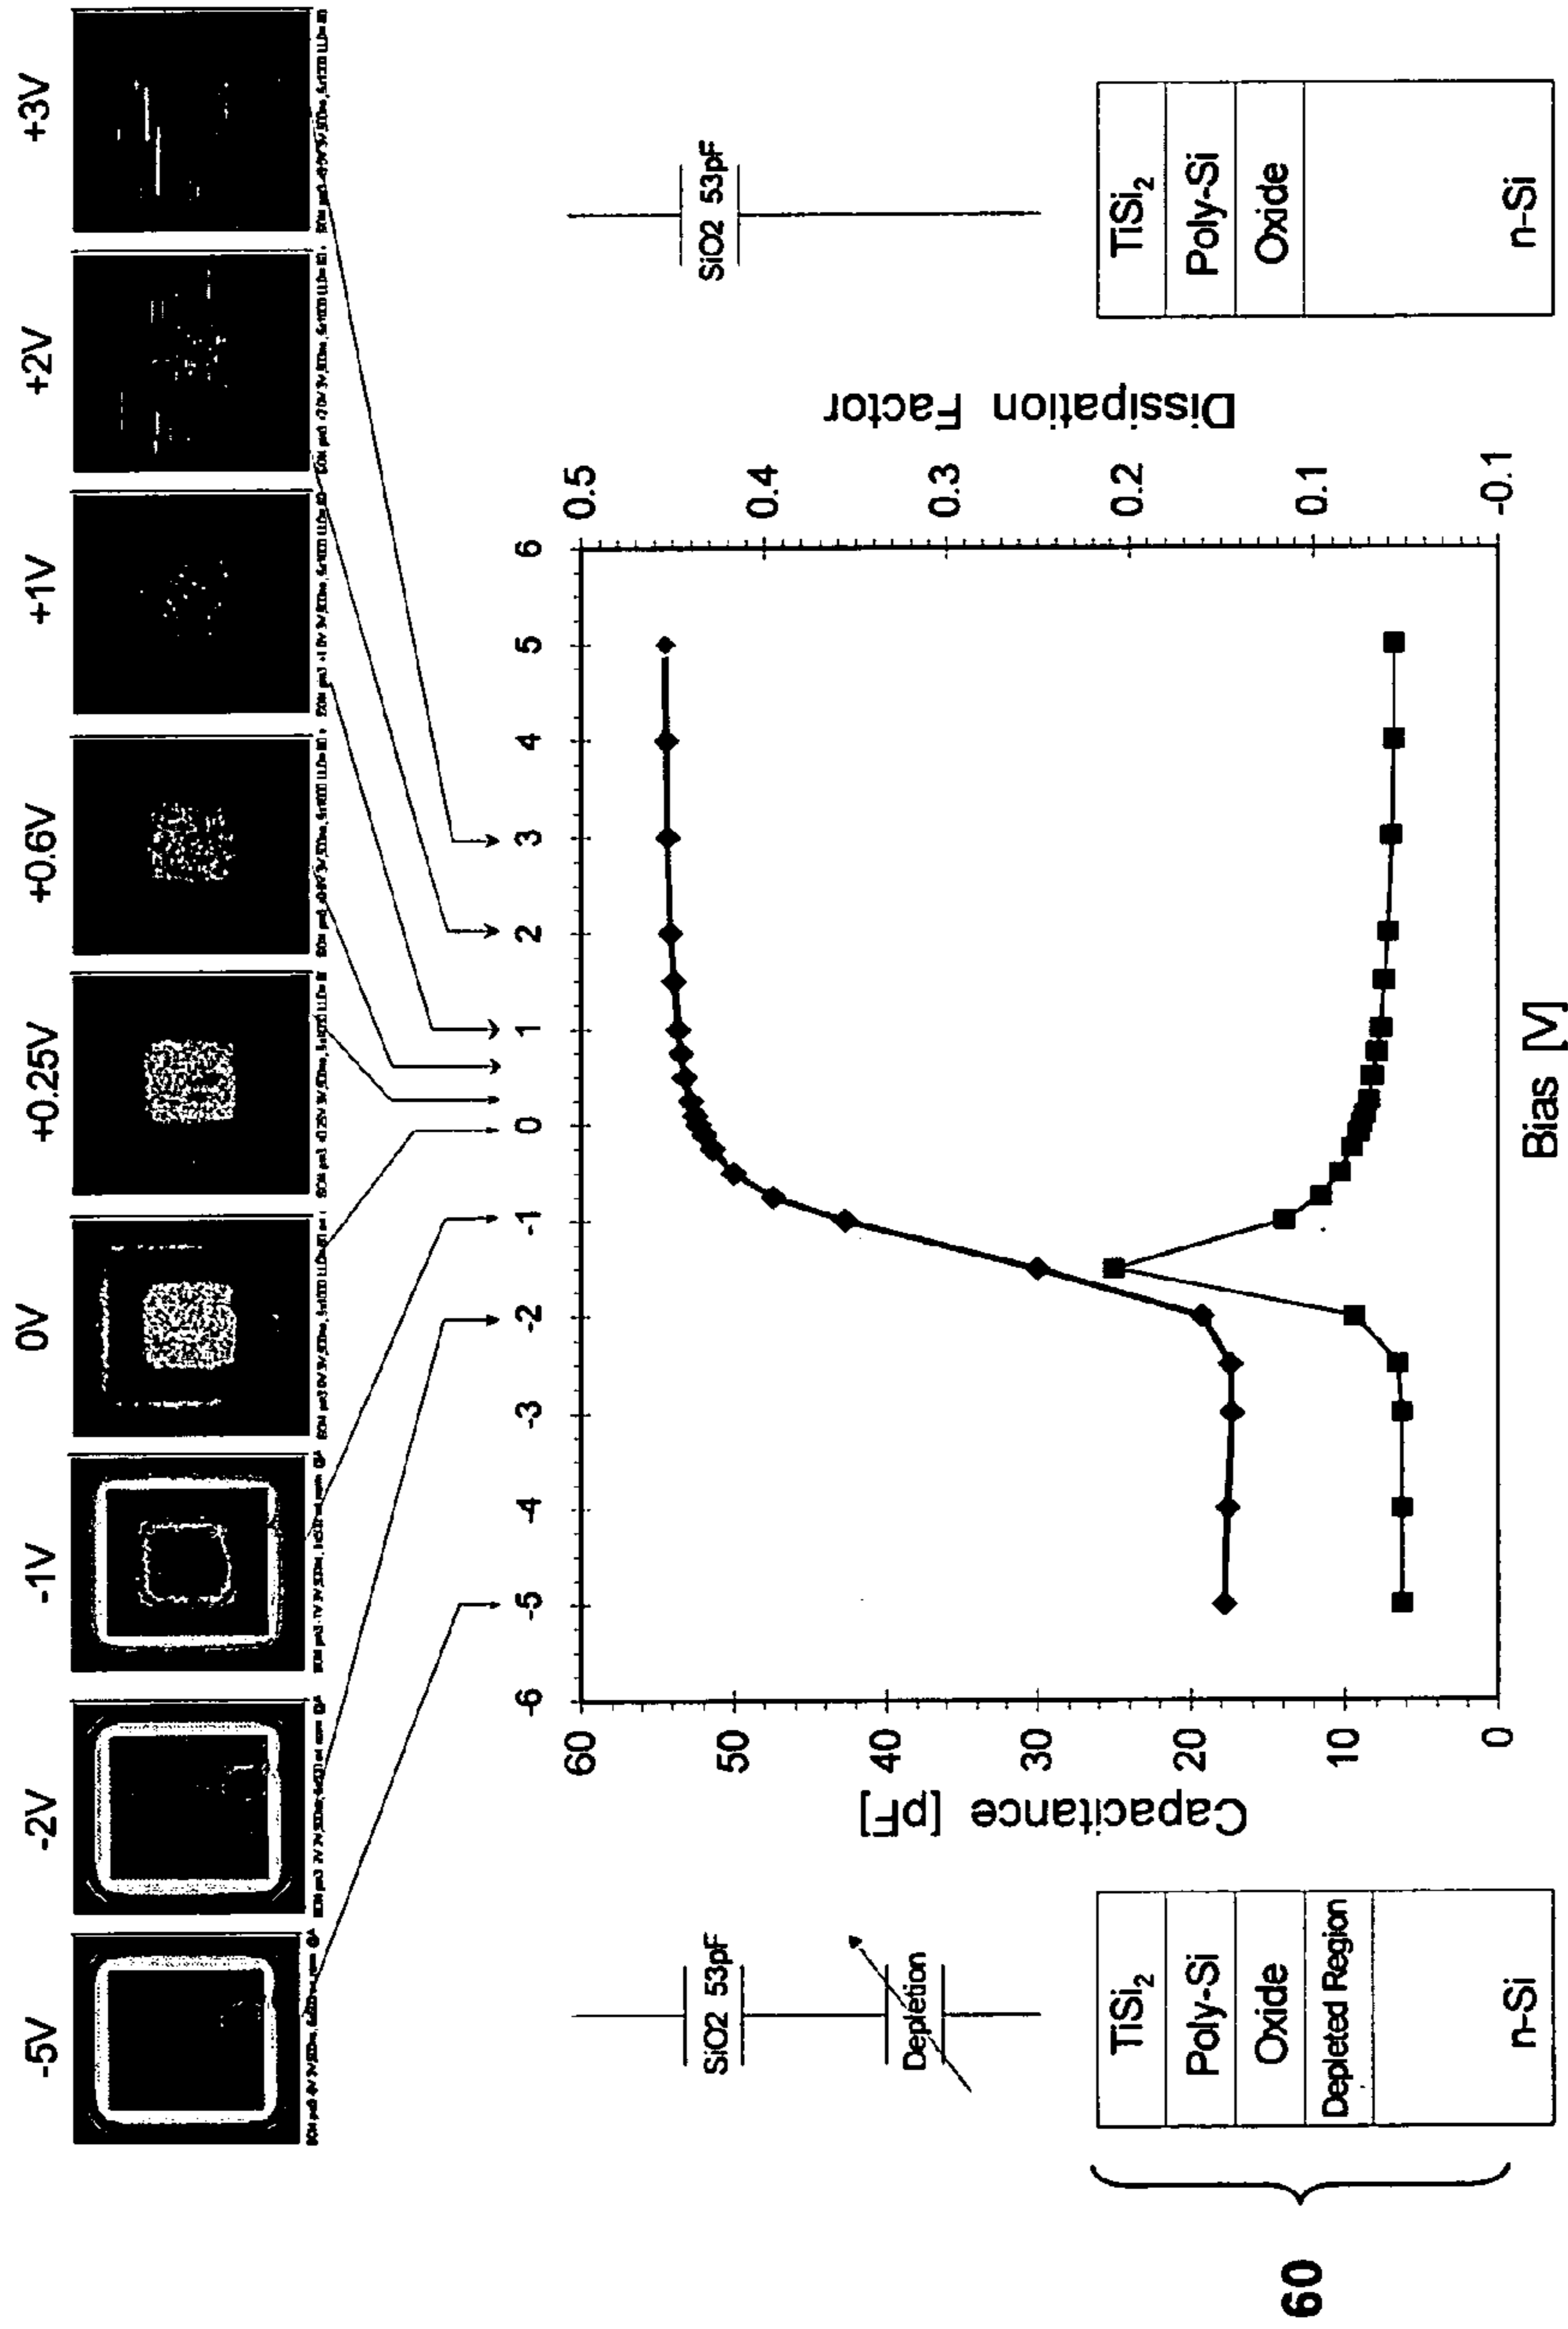 -5V
-2V
-1V
0V
+0.25V
+0.6V
+1V
+2V
+3V
SiO2 53pF
Depletion
TiSi₂
Poly-Si
Oxide
Depleted Region
n-Si
60
Capacitance [pF]
60
50
40
30
20
10
0
-6
-5
-4
-3
-2
-1
0
1
2
3
4
5
6
Bias [V]
0.5
0.4
0.3
0.2
0.1
-0.1
Dissipation Factor
SiO2 53pF
TiSi₂
Poly-Si
Oxide
n-Si